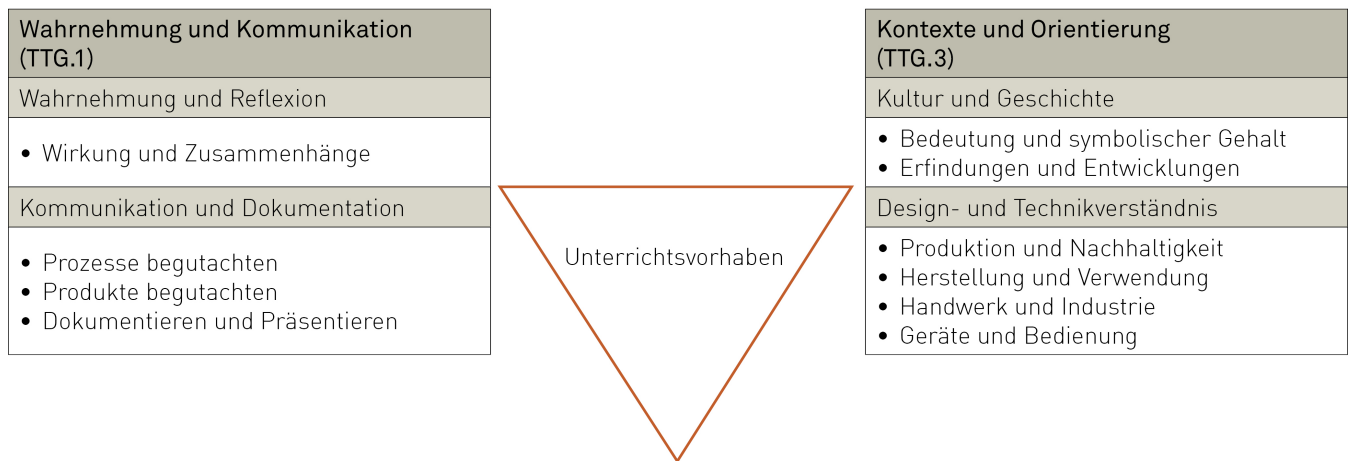 Wahrnehmung und Kommunikation
(TTG.1)
Wahrnehmung und Reflexion
• Wirkung und Zusammenhänge
Kommunikation und Dokumentation
• Prozesse begutachten
• Produkte begutachten
• Dokumentieren und Präsentieren
Unterrichtsvorhaben
Kontexte und Orientierung
(TTG.3)
Kultur und Geschichte
• Bedeutung und symbolischer Gehalt
• Erfindungen und Entwicklungen
Design- und Technikverständnis
• Produktion und Nachhaltigkeit
• Herstellung und Verwendung
• Handwerk und Industrie
• Geräte und Bedienung